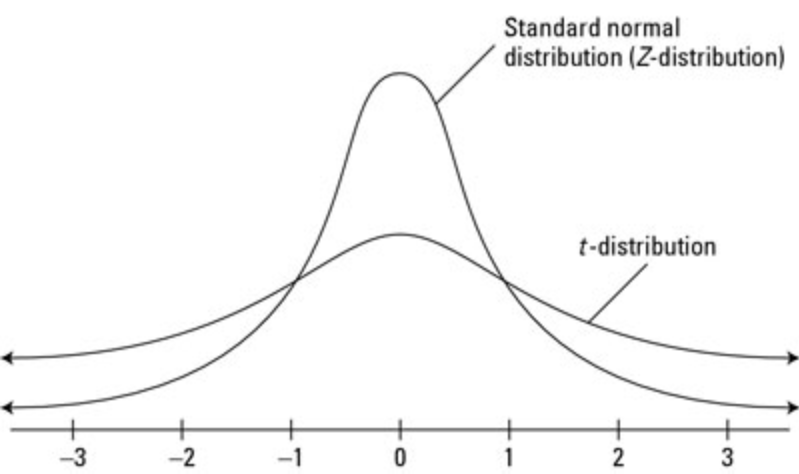 Standard normal
distribution (Z-distribution)
t-distribution
–3 –2 –1 0 1 2 3